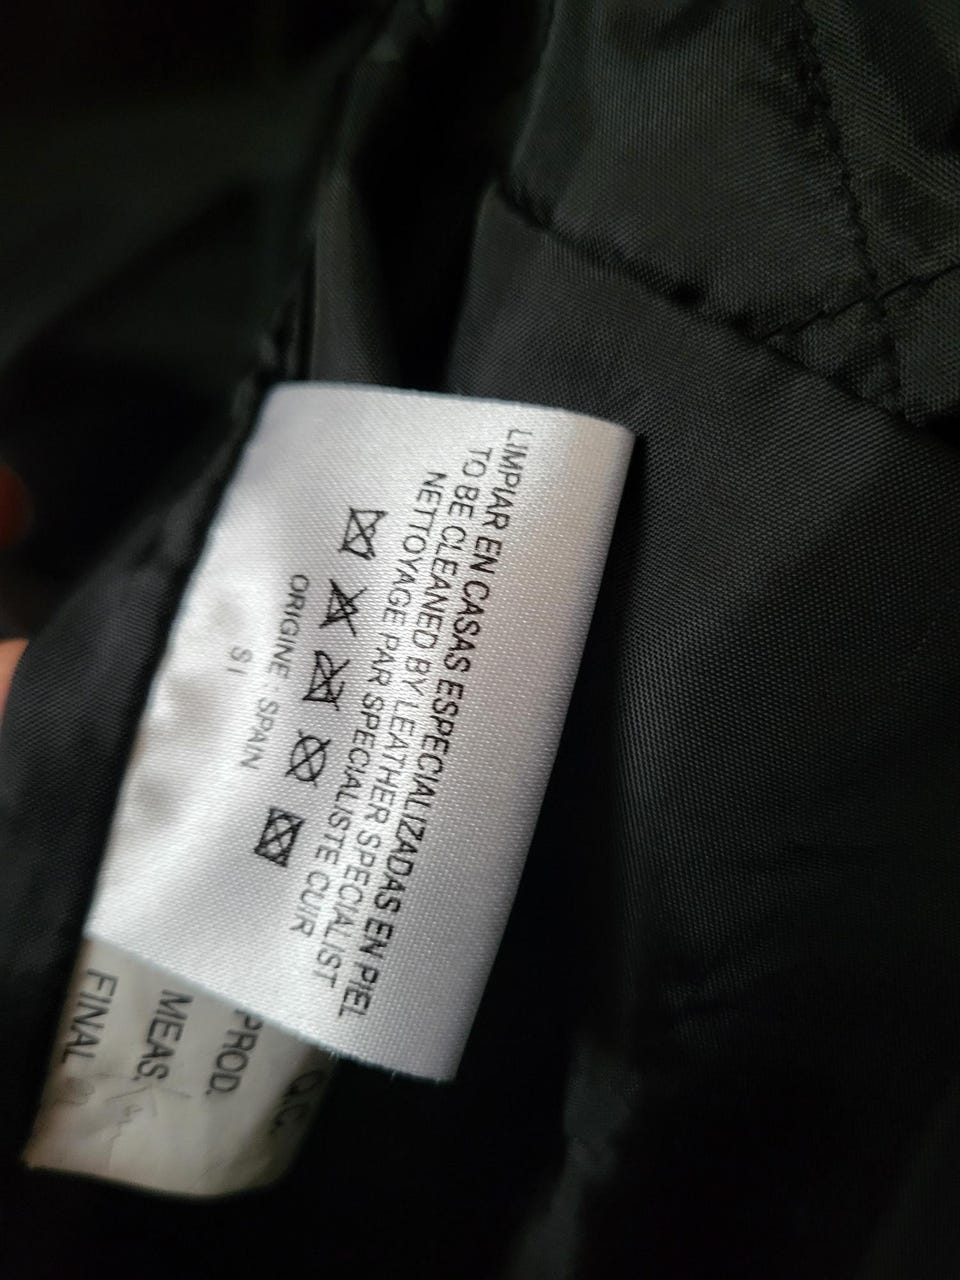 LIMPIAR EN CASAS ESPECIALIZADAS EN PIEL
TO BE CLEANED BY LEATHER SPECIALIST
NETTOYAGE PAR SPECIALISTE CUIR
ORIGINE : SPAIN
S I
Q.C.
PROD.
MEAS.
FINAL